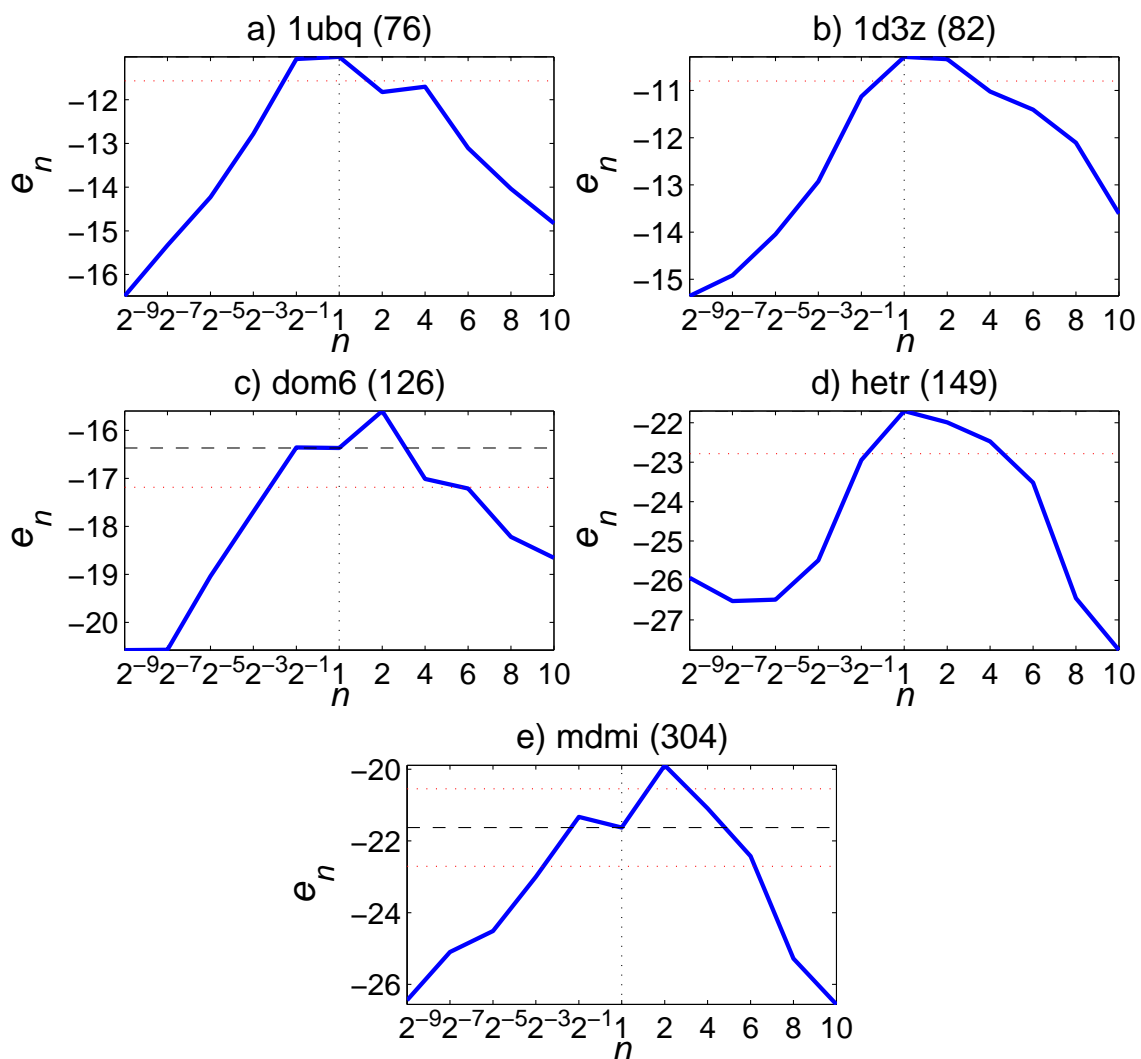 a) 1ubq (76)
−12
−13
−14
−15
−16
e_n
2^−9 2^−7 2^−5 2^−3 2^−1 1 2 4 6 8 10
n
b) 1d3z (82)
−11
−12
−13
−14
−15
e_n
2^−9 2^−7 2^−5 2^−3 2^−1 1 2 4 6 8 10
n
c) dom6 (126)
−16
−17
−18
−19
−20
e_n
2^−9 2^−7 2^−5 2^−3 2^−1 1 2 4 6 8 10
n
d) hetr (149)
−22
−23
−24
−25
−26
−27
e_n
2^−9 2^−7 2^−5 2^−3 2^−1 1 2 4 6 8 10
n
e) mdmi (304)
−20
−22
−24
−26
e_n
2^−9 2^−7 2^−5 2^−3 2^−1 1 2 4 6 8 10
n